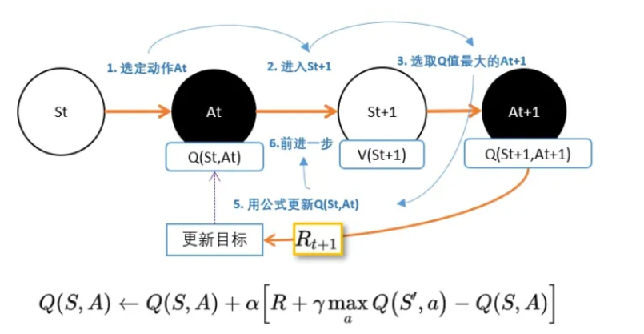 1. 选定动作At
2. 进入St+1
3. 选取Q值最大的At+1
St
At
St+1
At+1
Q(St,At)
6.前进一步
V(St+1)
Q(St+1,At+1)
5. 用公式更新Q(St,At)
更新目标
R_{t+1}
Q(S, A) ← Q(S, A) + α[R + γ max_a Q(S′, a) − Q(S, A)]